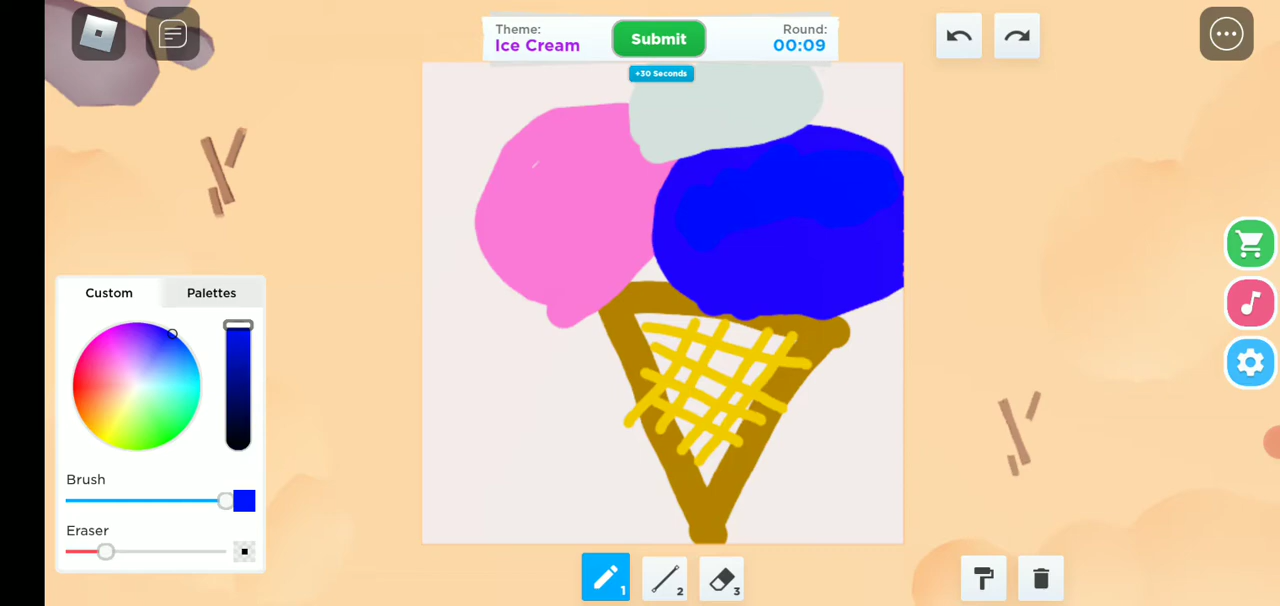 Theme:
Ice Cream
Submit
Round:
00:09
+30 Seconds
Custom
Palettes
Brush
Eraser
1
2
3